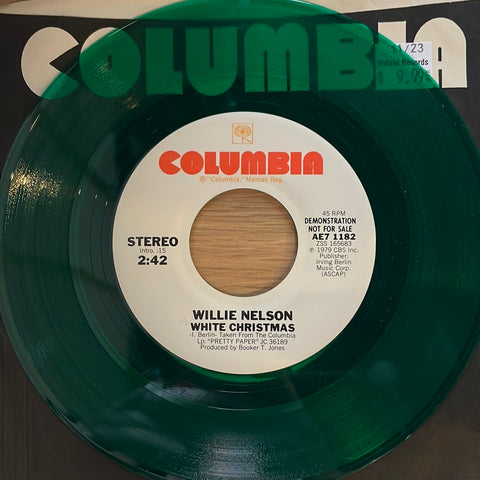 COLUMBIA
11/23
Hybrid Records
$ 9.99
COLUMBIA
® "Columbia," Marcas Reg.
STEREO
Intro. :15
2:42
45 RPM
DEMONSTRATION
NOT FOR SALE
AE7 1182
ZSS 165683
℗ 1979 CBS Inc.
Publisher:
Irving Berlin
Music Corp.
(ASCAP)
WILLIE NELSON
WHITE CHRISTMAS
-I. Berlin- Taken From The Columbia
Lp: "PRETTY PAPER" JC 36189
Produced by Booker T. Jones